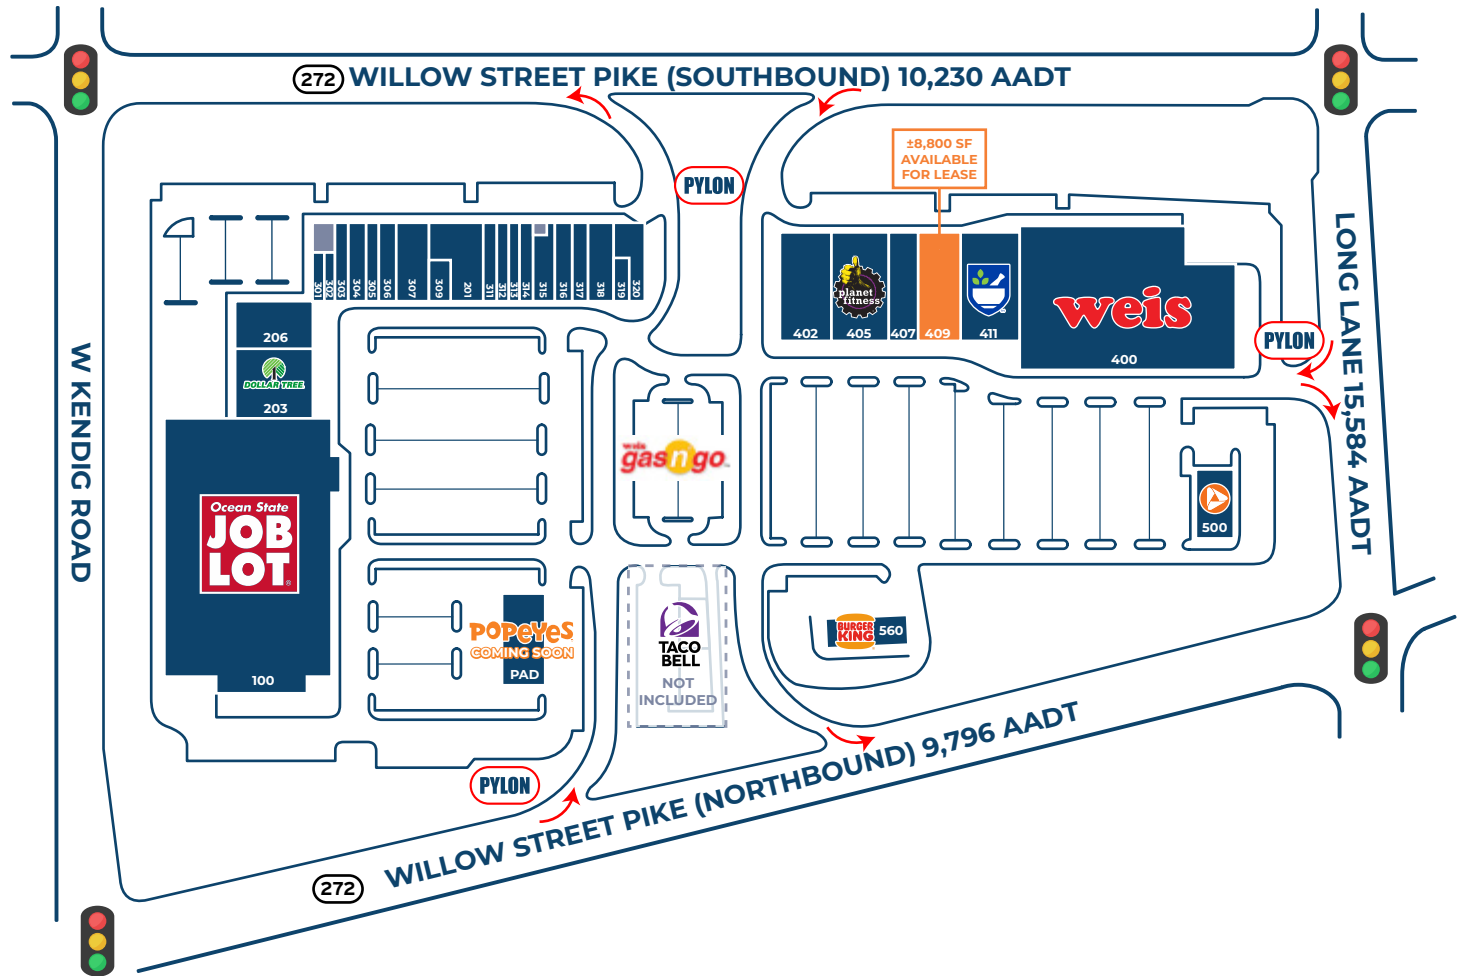 272 WILLOW STREET PIKE (SOUTHBOUND) 10,230 AADT
±8,800 SF
AVAILABLE
FOR LEASE
PYLON
301
302
303
304
305
306
307
309
201
311
312
313
314
315
316
317
318
319
320
planet
fitness
402
405
407
409
411
weis
400
PYLON
LONG LANE 15,584 AADT
W KENDIG ROAD
206
DOLLAR TREE
203
weis
gasngo
500
Ocean State
JOB
LOT
100
POPEYES
COMING SOON
PAD
TACO
BELL
NOT
INCLUDED
BURGER
KING
560
PYLON
WILLOW STREET PIKE (NORTHBOUND) 9,796 AADT
272